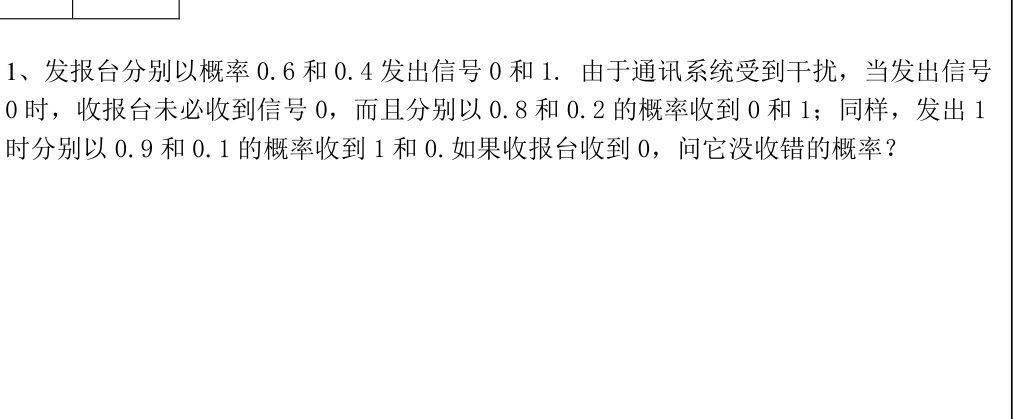 1、发报台分别以概率 0.6 和 0.4 发出信号 0 和 1. 由于通讯系统受到干扰，当发出信号
0 时，收报台未必收到信号 0，而且分别以 0.8 和 0.2 的概率收到 0 和 1；同样，发出 1
时分别以 0.9 和 0.1 的概率收到 1 和 0.如果收报台收到 0，问它没收错的概率？